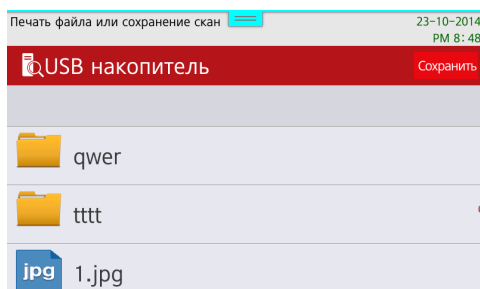 Печать файла или сохранение скан
23-10-2014
PM 8: 48
USB накопитель
Сохранить
qwer
tttt
jpg
1.jpg